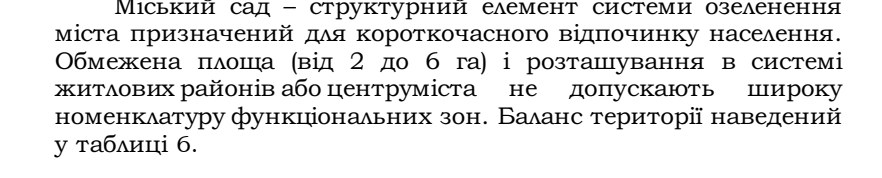 Міський сад – структурний елемент системи озеленення
міста призначений для короткочасного відпочинку населення.
Обмежена площа (від 2 до 6 га) і розташування в системі
житлових районів або центруміста не допускають широку
номенклатуру функціональних зон. Баланс території наведений
у таблиці 6.